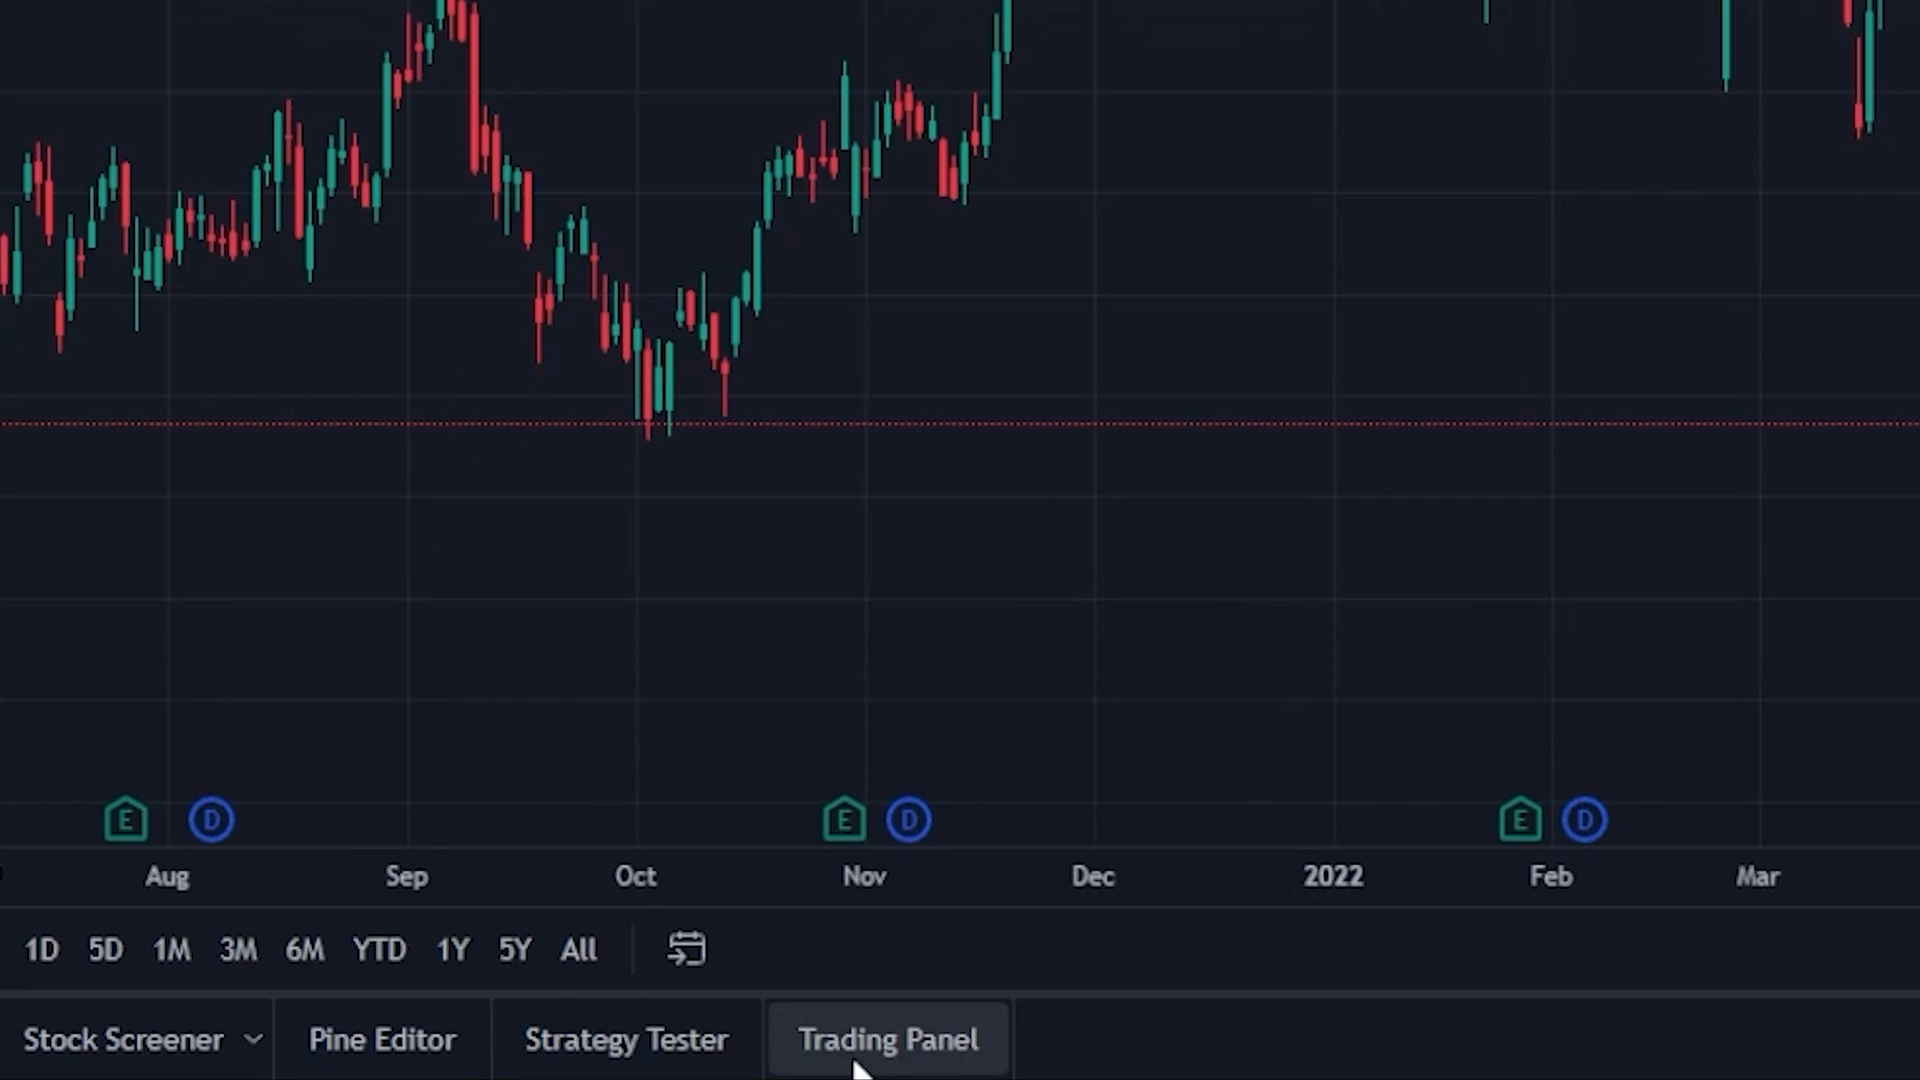 E D E D E D
Aug Sep Oct Nov Dec 2022 Feb Mar
1D 5D 1M 3M 6M YTD 1Y 5Y All
Stock Screener Pine Editor Strategy Tester Trading Panel